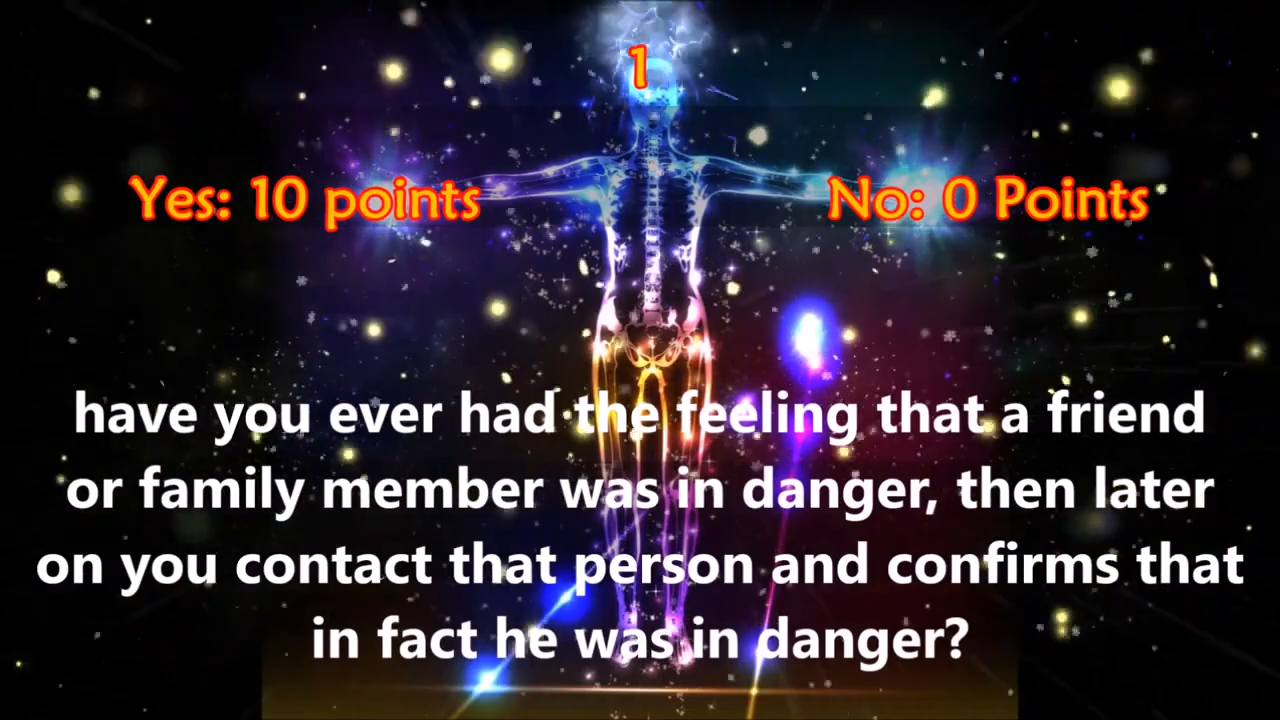 1
Yes: 10 points
No: 0 Points
have you ever had the feeling that a friend
or family member was in danger, then later
on you contact that person and confirms that
in fact he was in danger?